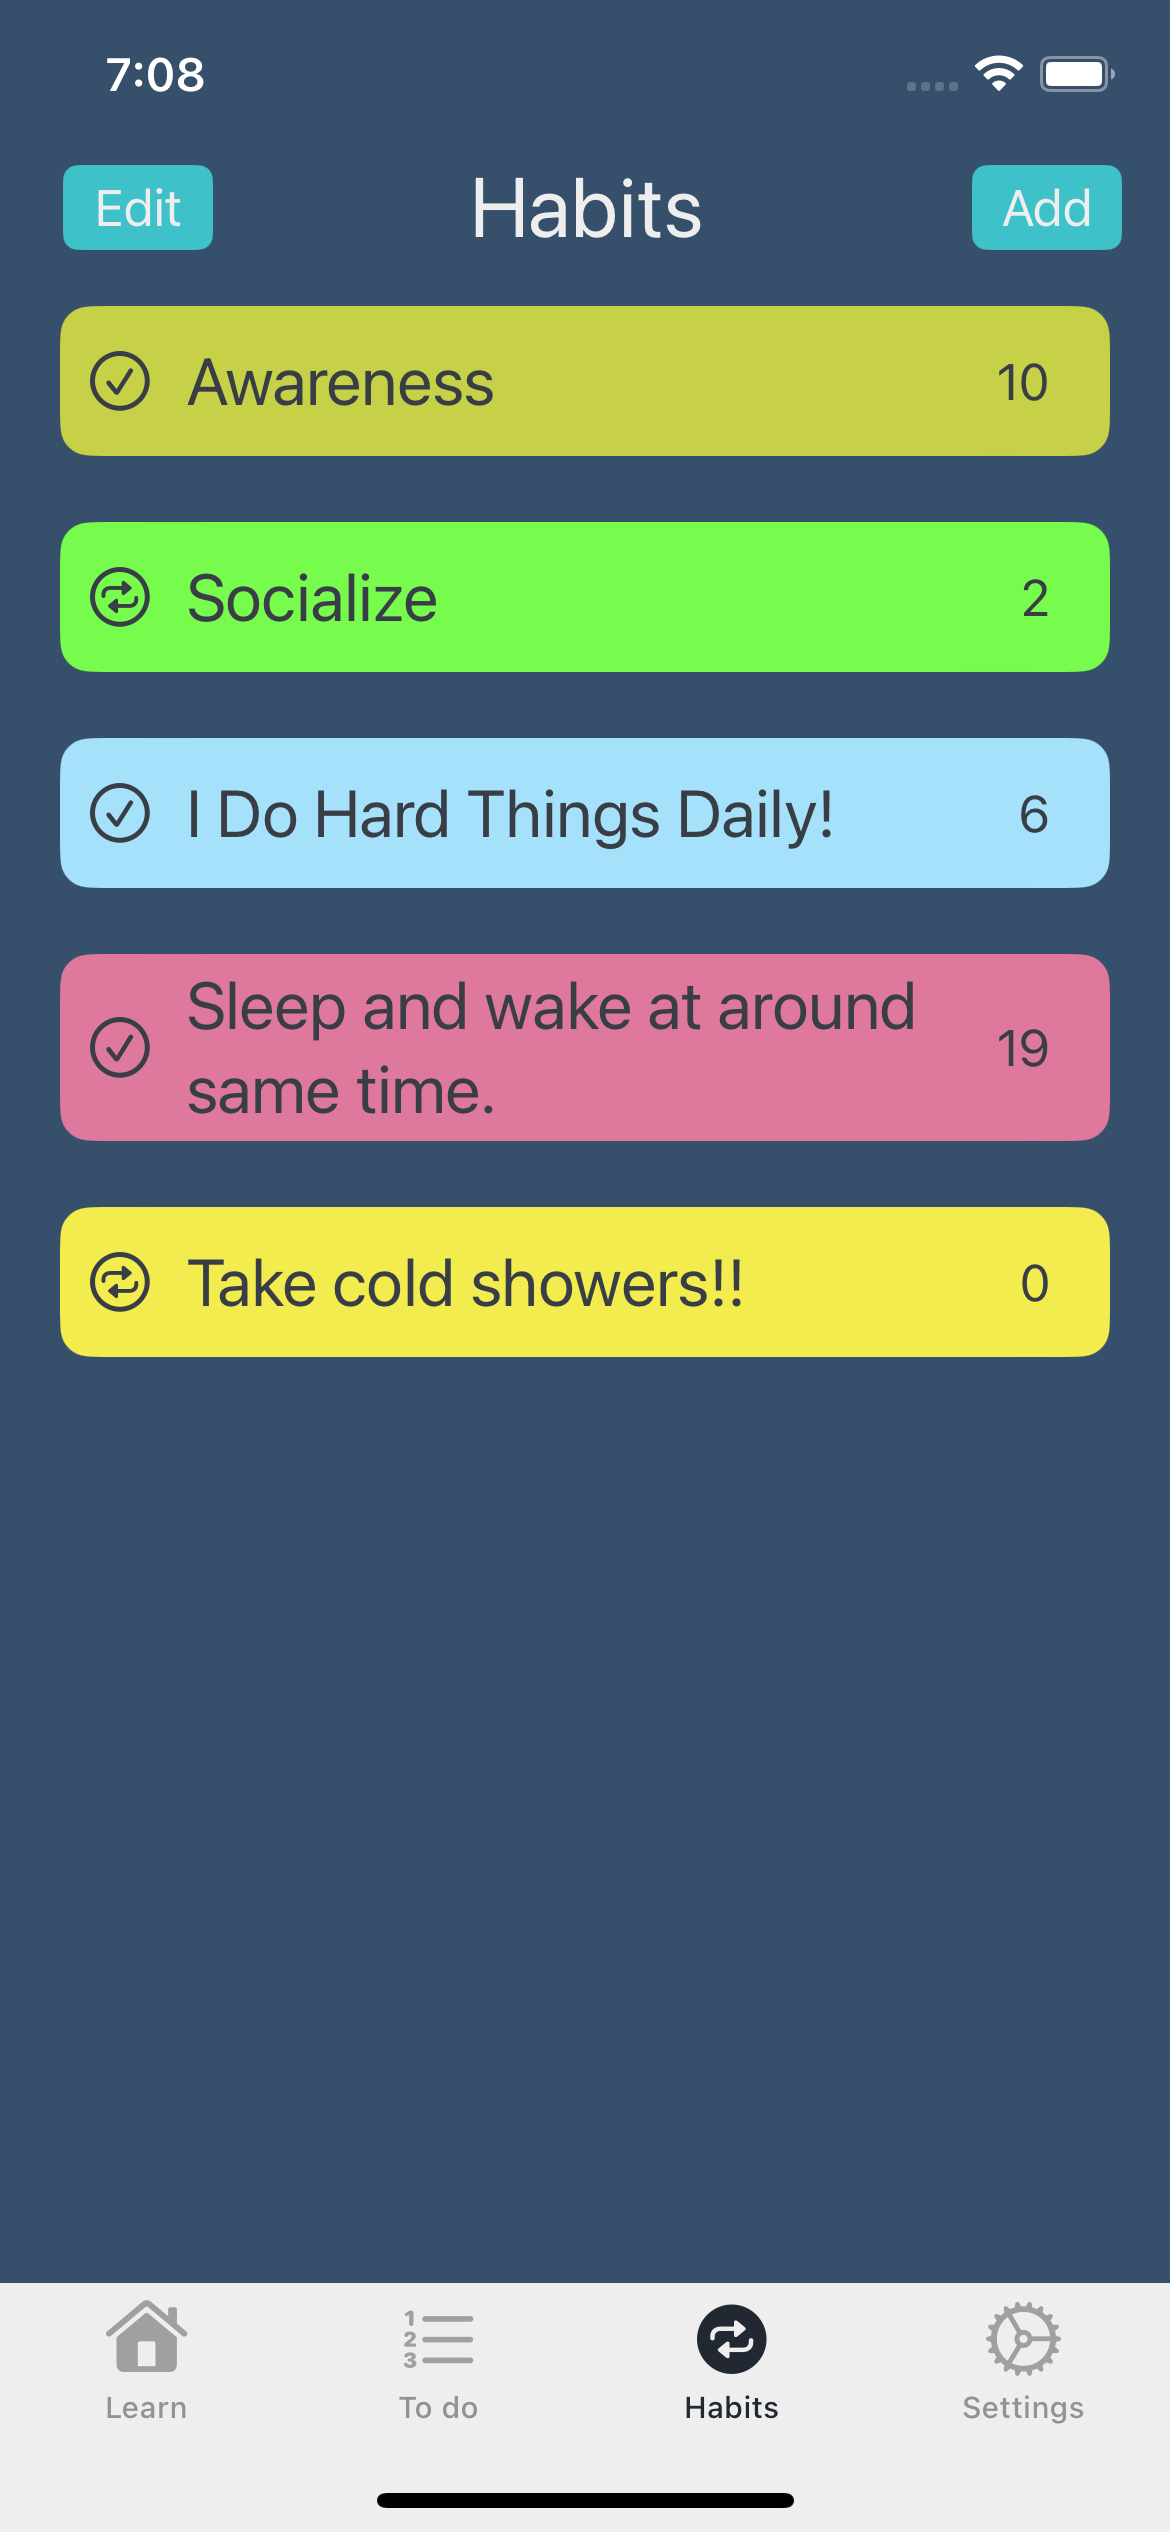 7:08
Edit
Habits
Add
Awareness
10
Socialize
2
I Do Hard Things Daily!
6
Sleep and wake at around
same time.
19
Take cold showers!!
0
1
2
3
Learn
To do
Habits
Settings